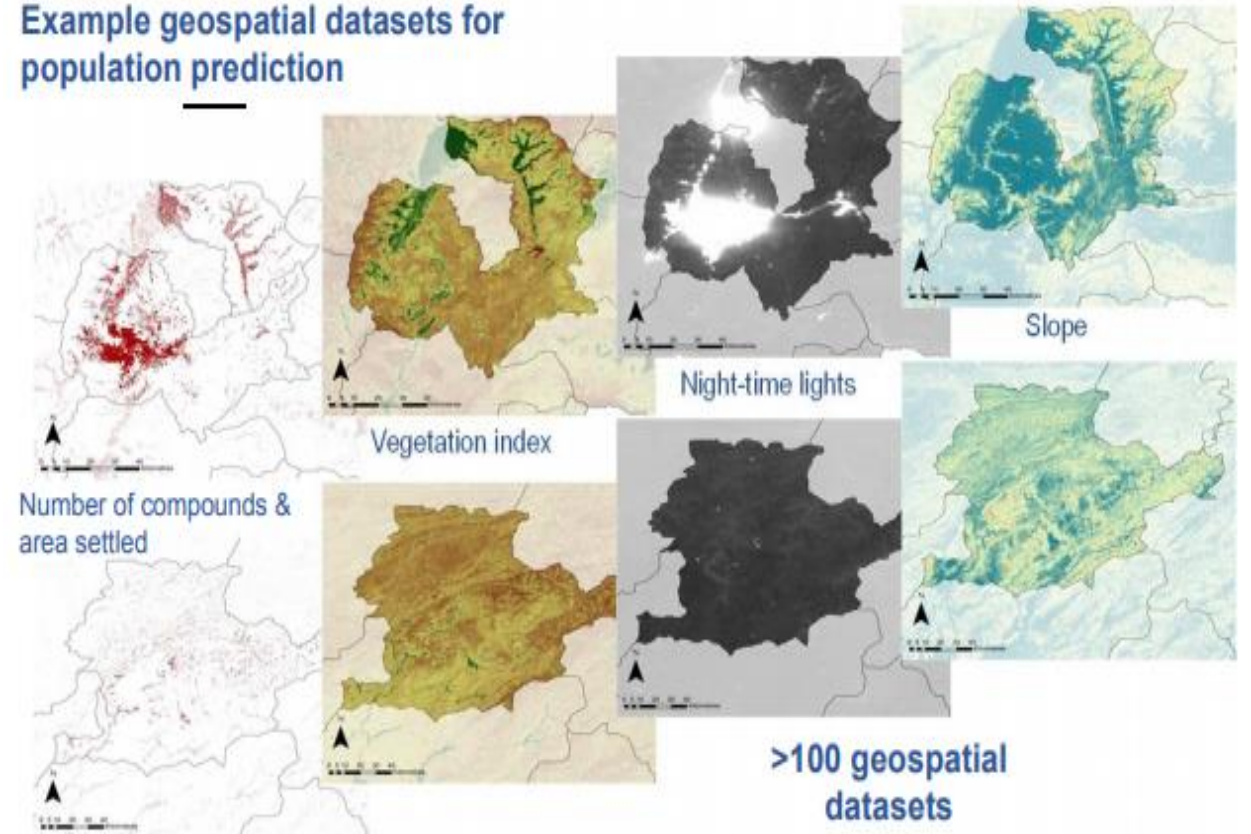 Example geospatial datasets for
population prediction
Number of compounds &
area settled
Vegetation index
Night-time lights
Slope
>100 geospatial
datasets